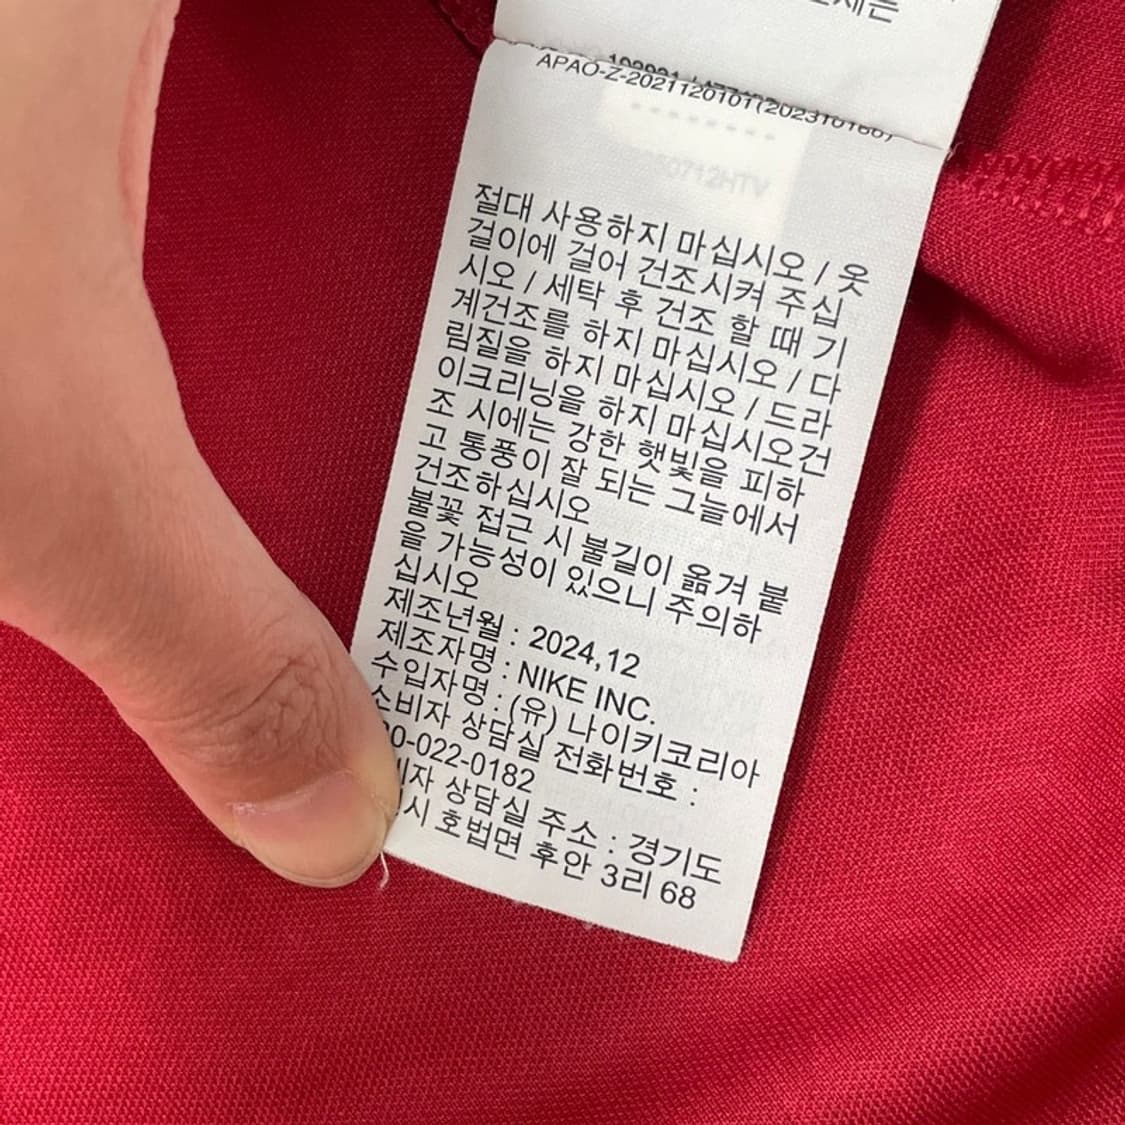 APAO-Z-2021120101(2023101860)
절대 사용하지 마십시오 / 옷
걸이에 걸어 건조시켜 주십
시오 / 세탁 후 건조 할 때 기
계건조를 하지 마십시오 / 다
림질을 하지 마십시오 / 드라
이크리닝을 하지 마십시오건
조 시에는 강한 햇빛을 피하
고 통풍이 잘 되는 그늘에서
건조하십시오
불꽃 접근 시 불길이 옮겨 붙
을 가능성이 있으니 주의하
십시오
제조년월 : 2024,12
제조자명 : NIKE INC.
수입자명 : (유) 나이키코리아
소비자 상담실 전화번호 :
0-022-0182
비자 상담실 주소 : 경기도
시 호법면 후안 3리 68